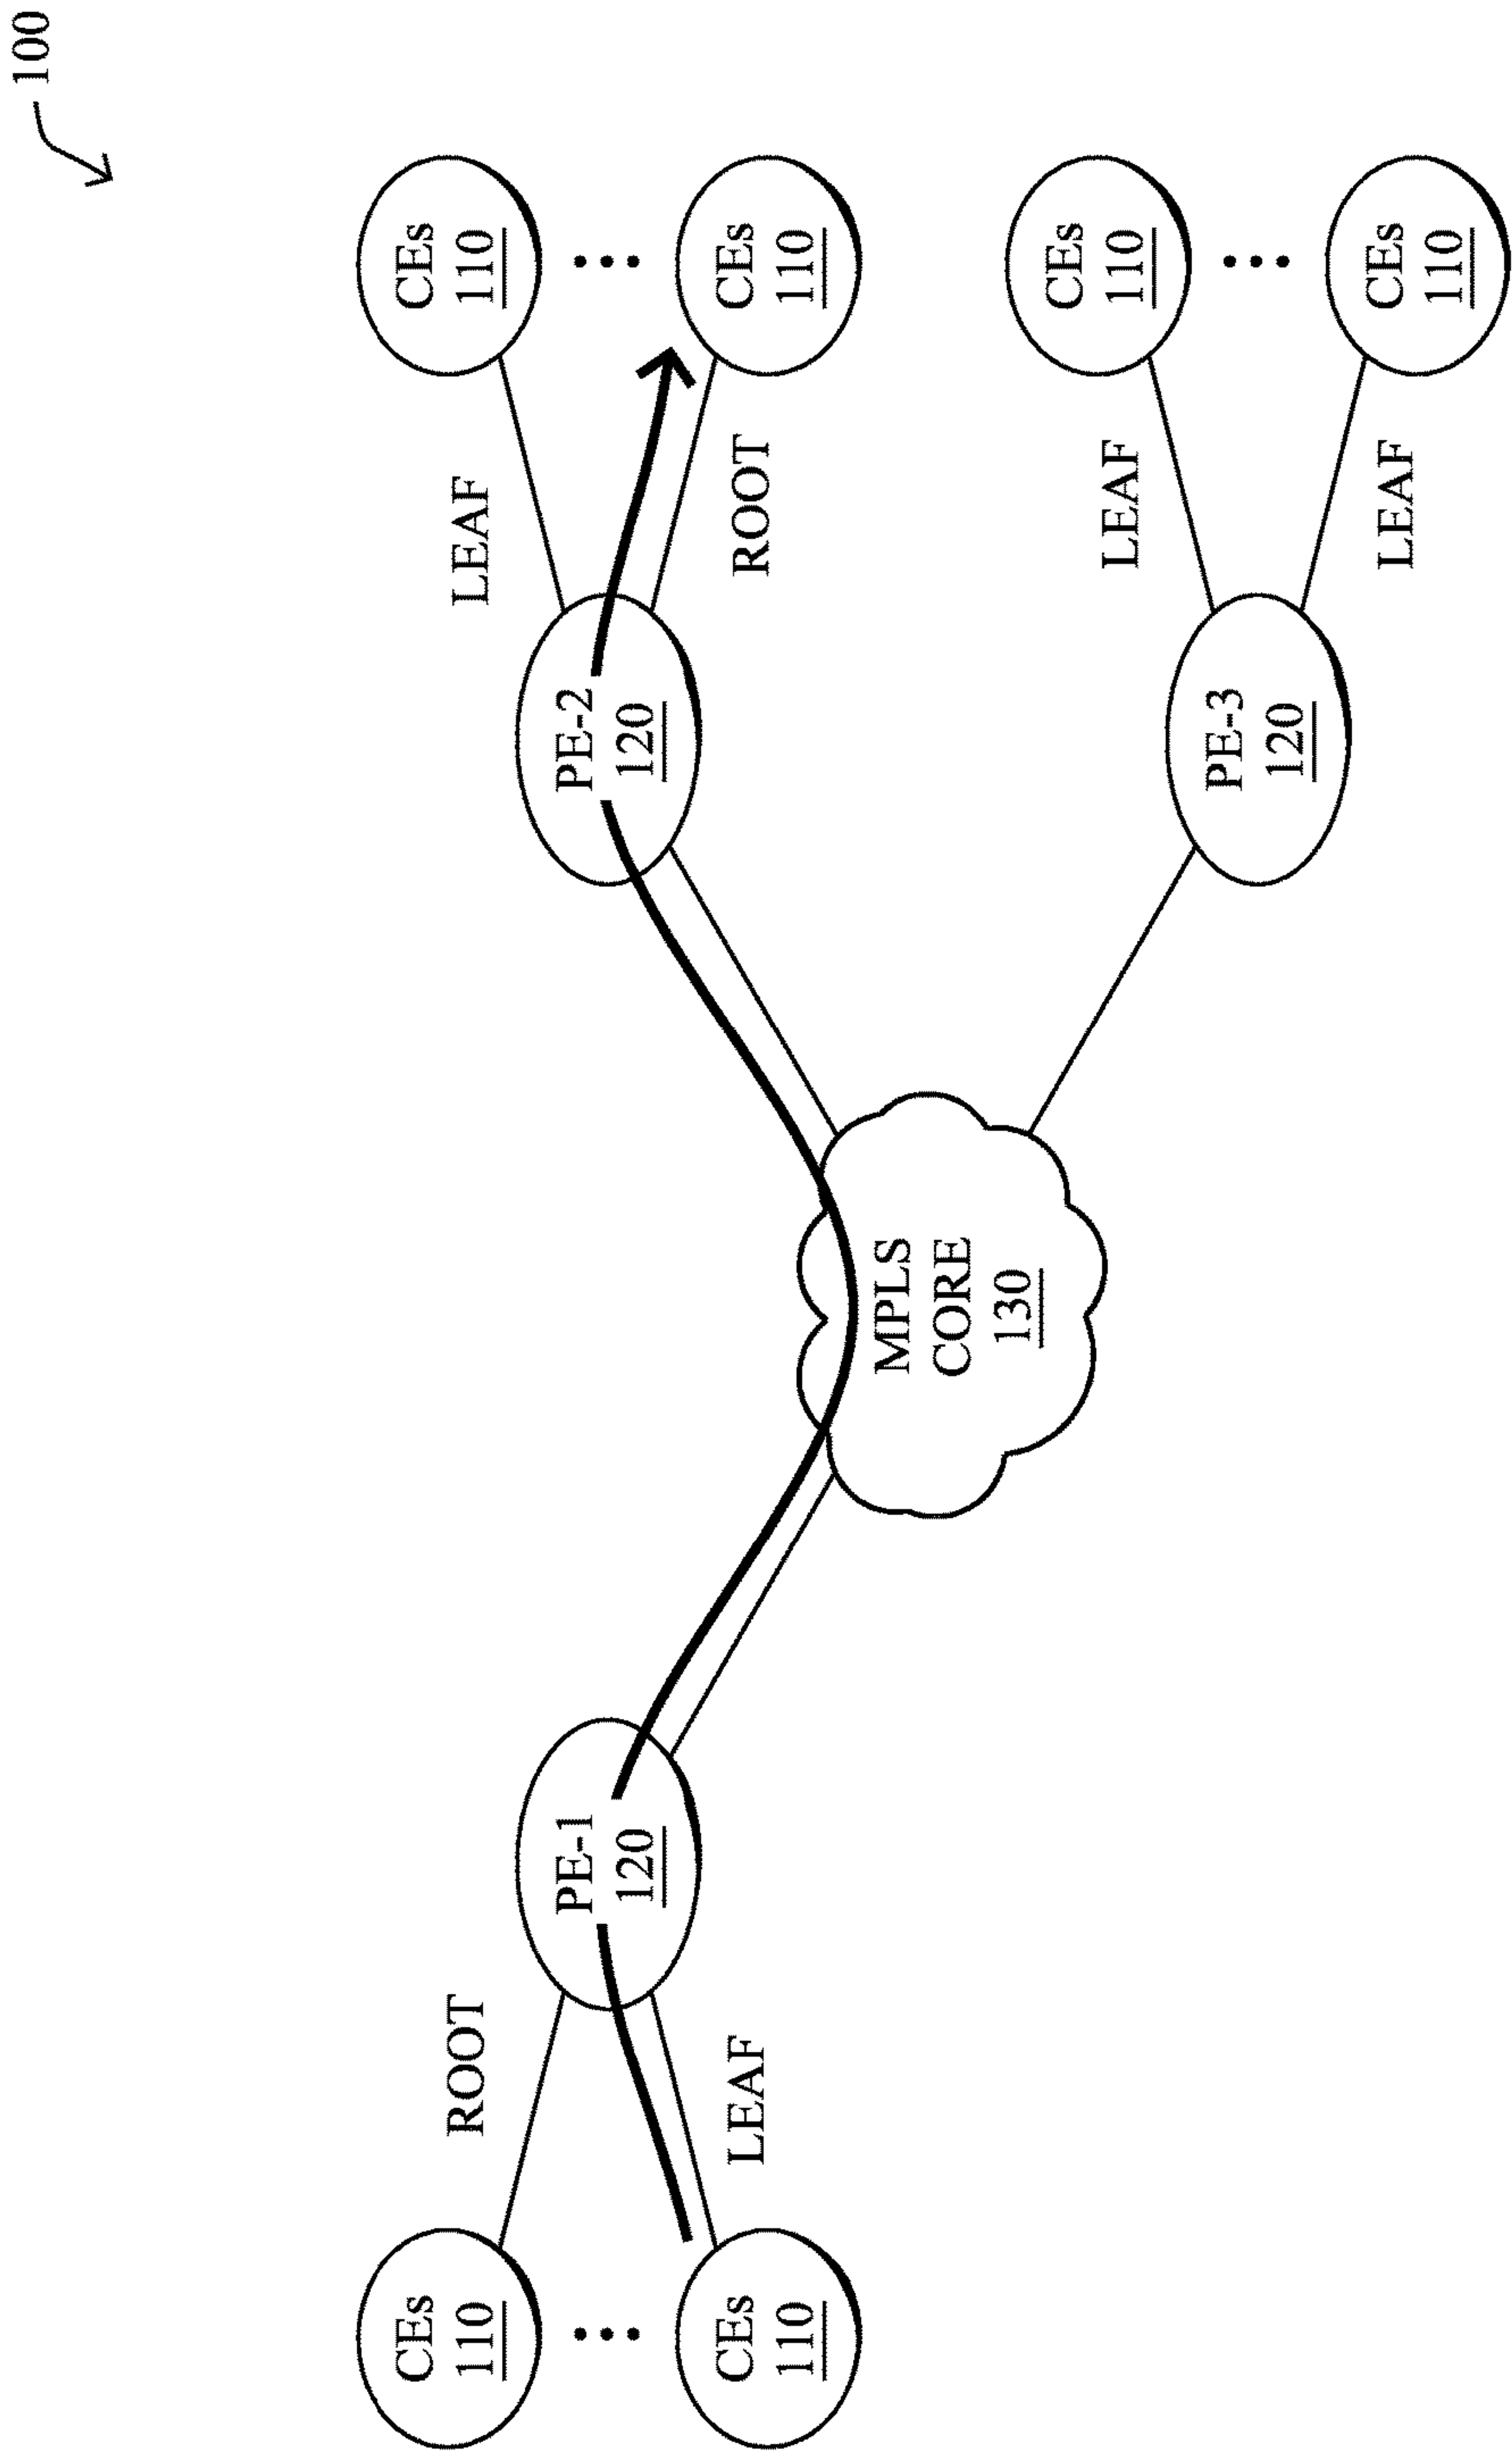 100
CEs
110
ROOT
CEs
110
LEAF
PE-1
120
MPLS
CORE
130
PE-2
120
LEAF
CEs
110
ROOT
CEs
110
PE-3
120
LEAF
CEs
110
LEAF
CEs
110